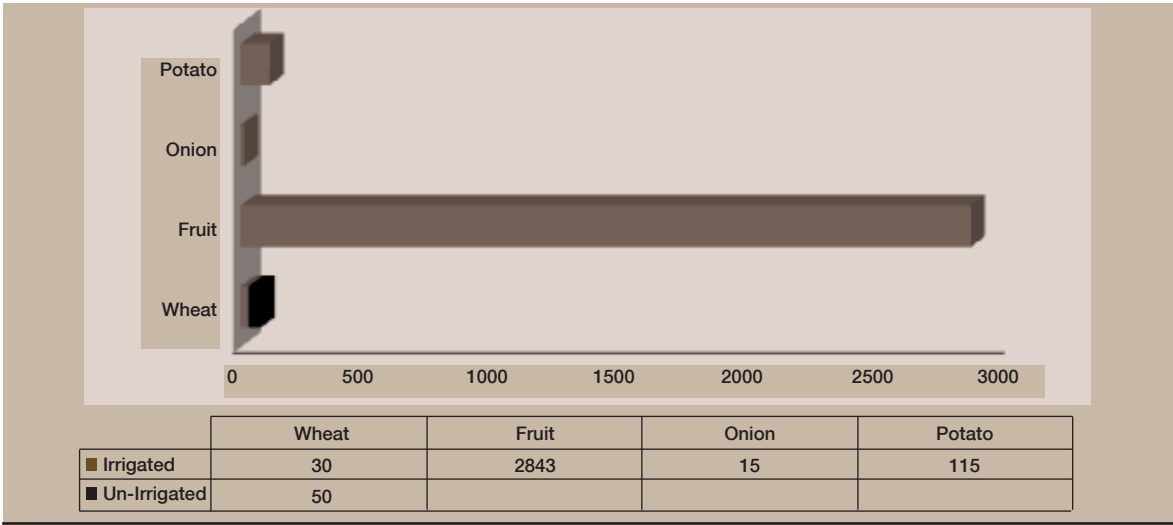 Potato
Onion
Fruit
Wheat
0 500 1000 1500 2000 2500 3000
Wheat Fruit Onion Potato
Irrigated 30 2843 15 115
Un-Irrigated 50